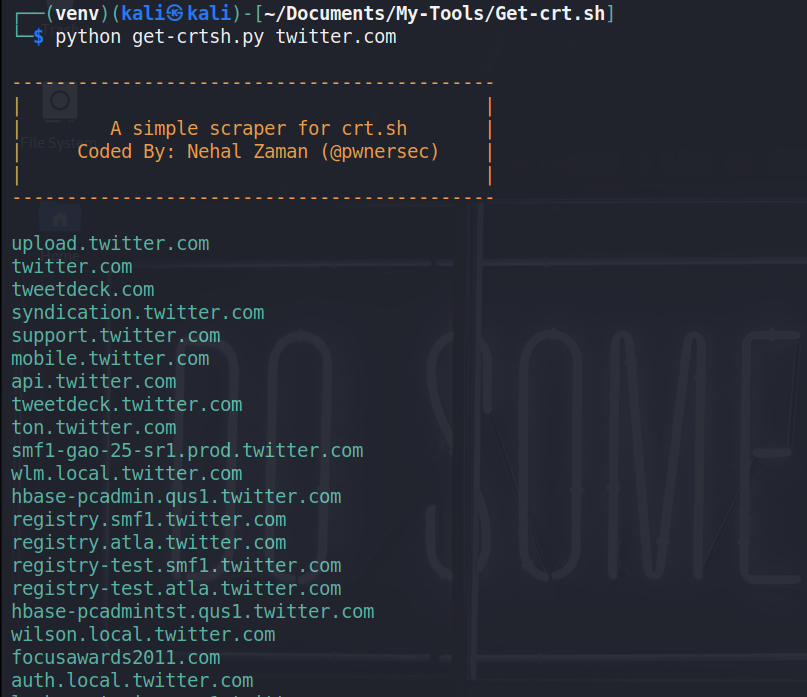 ┌──(venv)(kali㉿kali)-[~/Documents/My-Tools/Get-crt.sh]
└─$ python get-crtsh.py twitter.com
--------------------------------------------
| |
| A simple scraper for crt.sh |
| Coded By: Nehal Zaman (@pwnersec) |
| |
--------------------------------------------
File System
upload.twitter.com
twitter.com
tweetdeck.com
syndication.twitter.com
support.twitter.com
mobile.twitter.com
api.twitter.com
tweetdeck.twitter.com
ton.twitter.com
smf1-gao-25-sr1.prod.twitter.com
wlm.local.twitter.com
hbase-pcadmin.qus1.twitter.com
registry.smf1.twitter.com
registry.atla.twitter.com
registry-test.smf1.twitter.com
registry-test.atla.twitter.com
hbase-pcadmintst.qus1.twitter.com
wilson.local.twitter.com
focusawards2011.com
auth.local.twitter.com
DO SOME